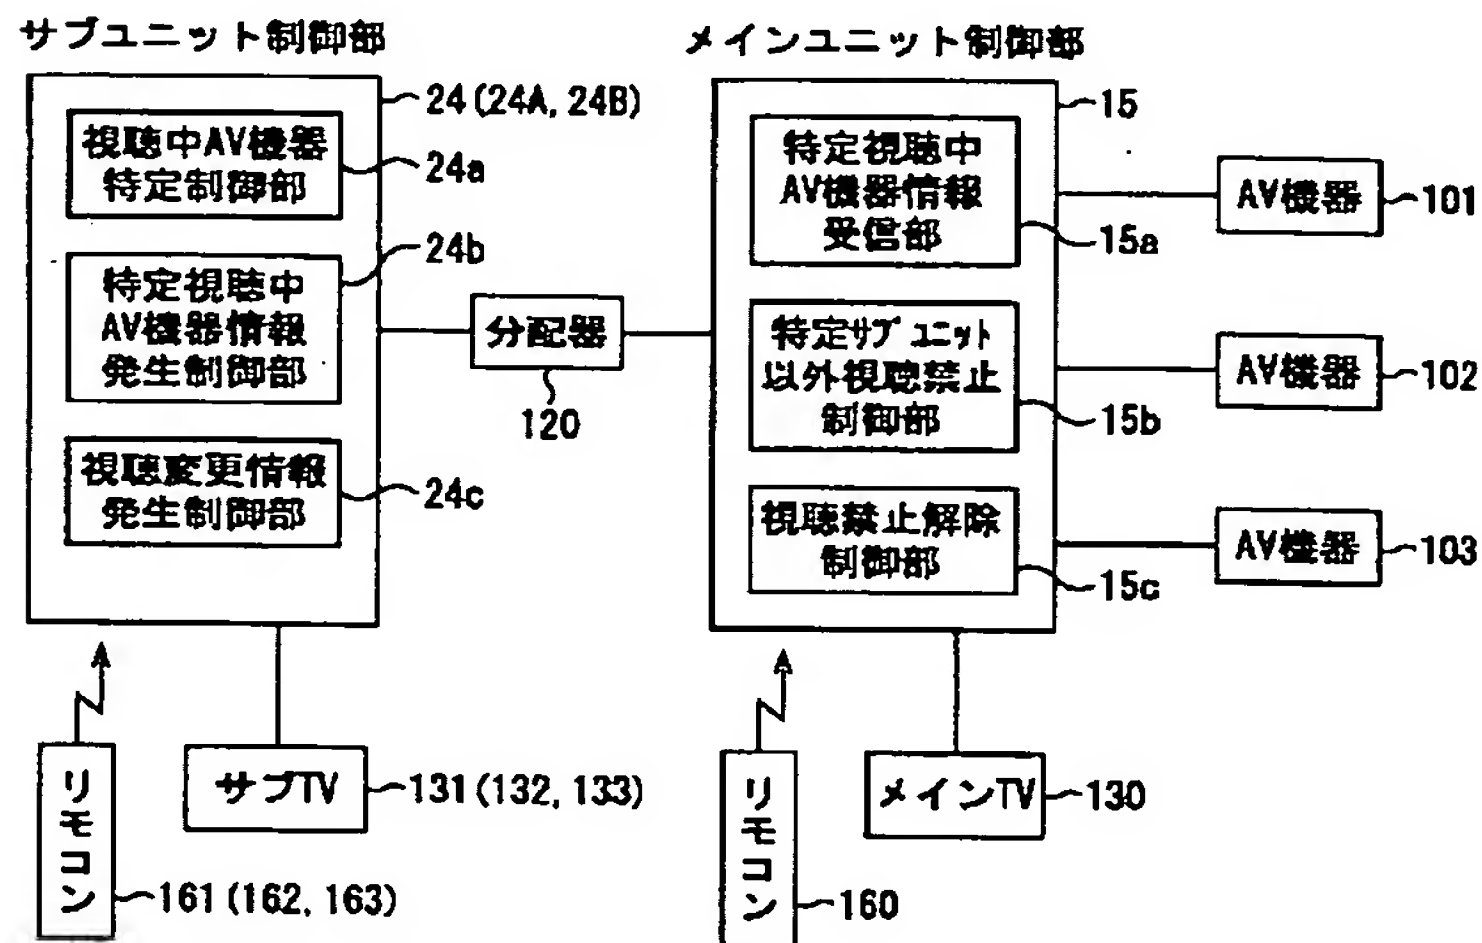 サブユニット制御部
24(24A, 24B)
視聴中AV機器
特定制御部
24a
特定視聴中
AV機器情報
発生制御部
24b
視聴変更情報
発生制御部
24c
分配器
120
メインユニット制御部
15
特定視聴中
AV機器情報
受信部
15a
特定サブユニット
以外視聴禁止
制御部
15b
視聴禁止解除
制御部
15c
AV機器
101
AV機器
102
AV機器
103
リモコン
161(162, 163)
サブTV
131(132, 133)
リモコン
160
メインTV
130